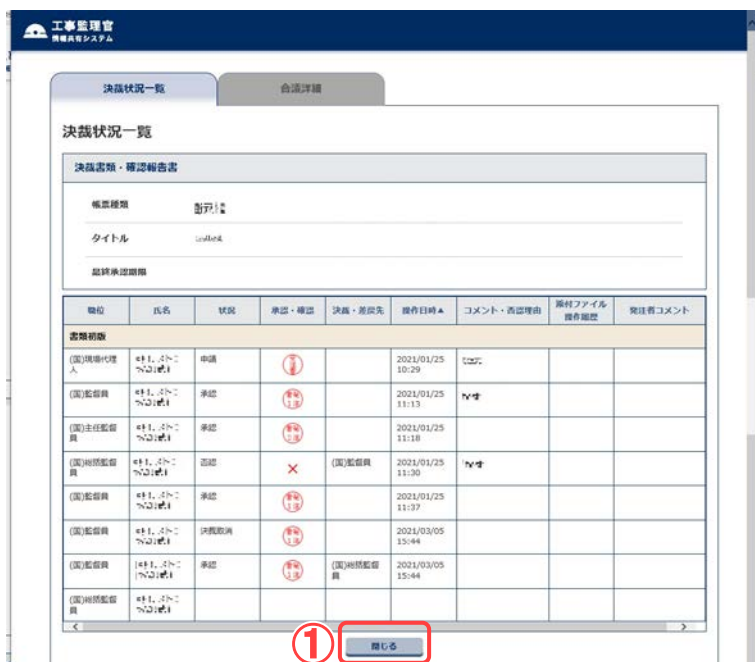 工事監理官
情報共有システム
決裁状況一覧
合議詳細
決裁状況一覧
決裁書類・確認報告書
帳票種類
タイトル
最終承認期限
職位 氏名 状況 承認・確認 決裁・差戻先 操作日時▲ コメント・否認理由 添付ファイル操作履歴 発注者コメント
書類初版
(国)現場代理人 申請 2021/01/25 10:29
(国)監督員 承認 2021/01/25 11:13
(国)主任監督員 承認 2021/01/25 11:18
(国)総括監督員 否認 × (国)監督員 2021/01/25 11:30
(国)監督員 承認 2021/01/25 11:37
(国)監督員 決裁取消 2021/03/05 15:44
(国)監督員 承認 (国)総括監督員 2021/03/05 15:44
(国)総括監督員
① 閉じる